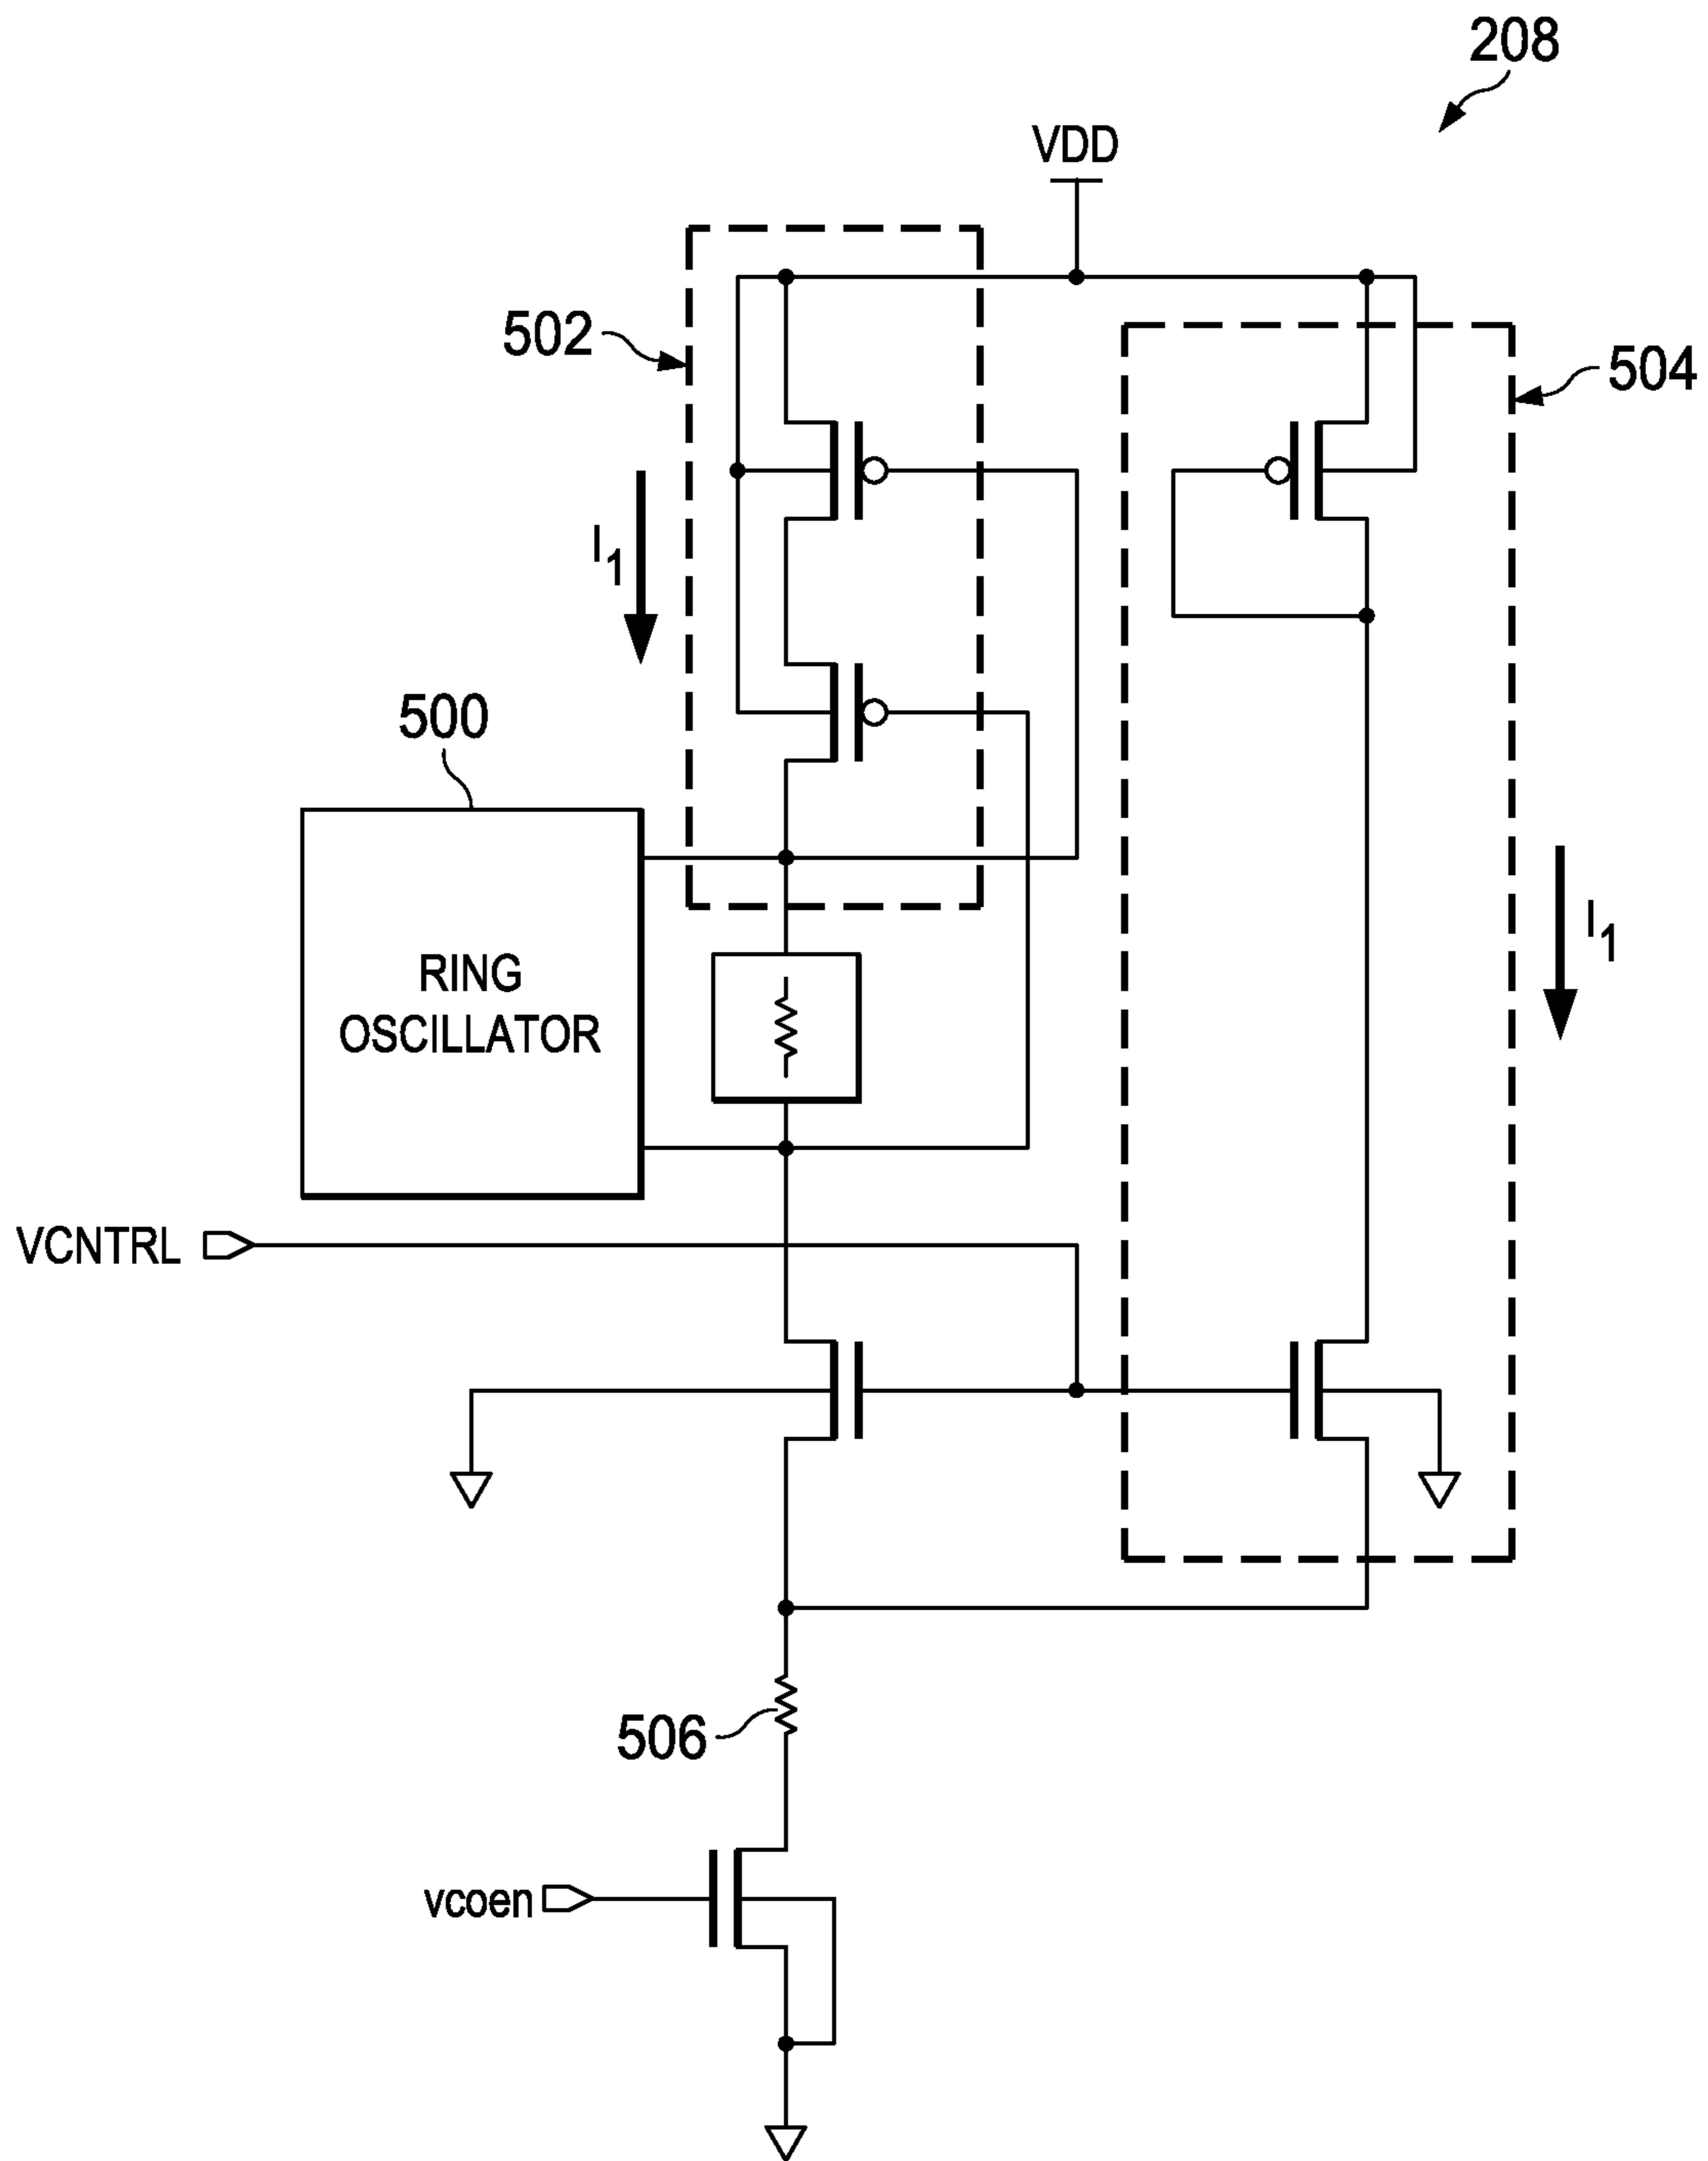 208
VDD
502
504
I1
500
I1
RING
OSCILLATOR
VCNTRL
506
vcoen